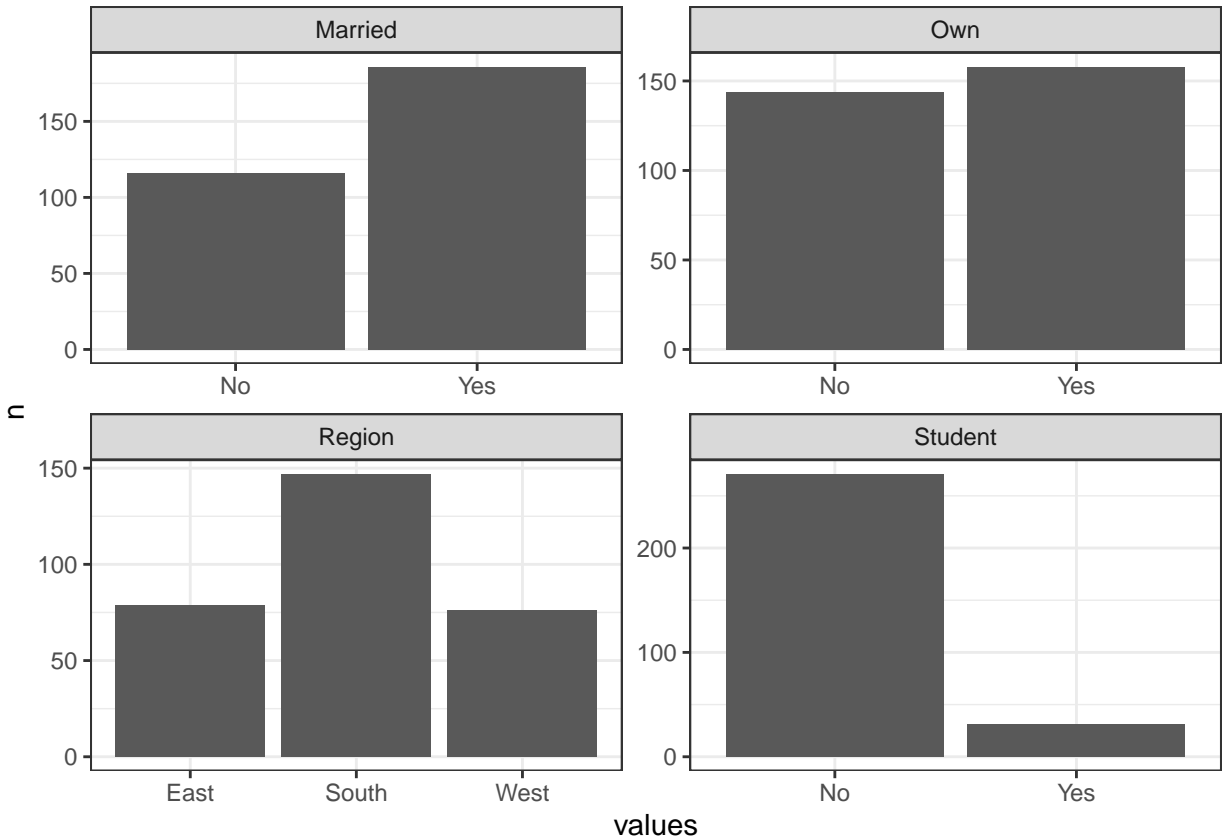 Married
Own
150
100
50
0
No
Yes
150
100
50
0
No
Yes
n
Region
Student
150
100
50
0
East
South
West
200
100
0
No
Yes
values